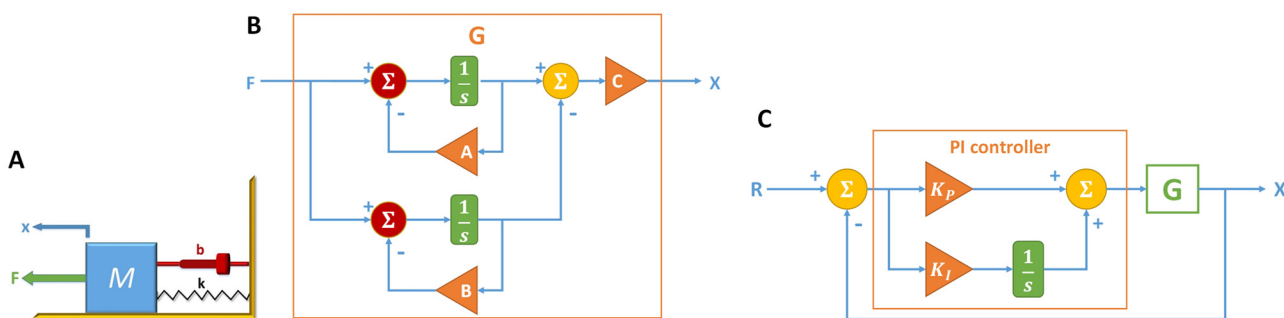 A
x
F
M
b
k
B
G
F
+
Σ
-
1
s
A
+
Σ
-
C
X
+
Σ
-
1
s
B
C
PI controller
R
+
Σ
-
K_P
+
Σ
+
G
X
K_I
1
s